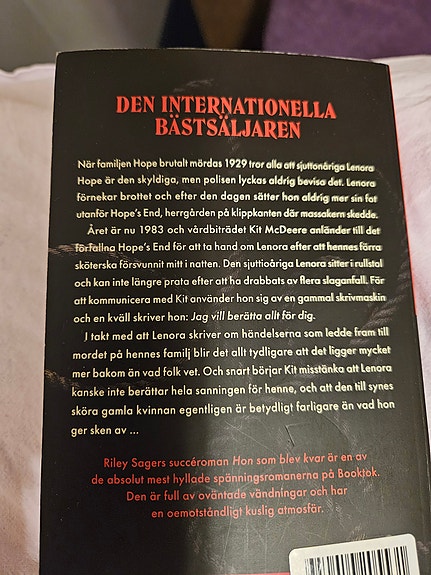 DEN INTERNATIONELLA
BÄSTSÄLJAREN
När familjen Hope brutalt mördas 1929 tror alla att sjuttonåriga Lenora
Hope är den skyldiga, men polisen lyckas aldrig bevisa det. Lenora
förnekar brottet och efter den dagen sätter hon aldrig mer sin fot
utanför Hope's End, herrgården på klippkanten där massakern skedde.
Året är nu 1983 och vårdbiträdet Kit McDeere anländer till det
förfallna Hope's End för att ta hand om Lenora efter att hennes förra
sköterska försvunnit mitt i natten. Den sjuttioåriga Lenora sitter i rullstol
och kan inte längre prata efter att ha drabbats av flera slaganfall. För
att kommunicera med Kit använder hon sig av en gammal skrivmaskin
och en kväll skriver hon: Jag vill berätta allt för dig.
I takt med att Lenora skriver om händelserna som ledde fram till
mordet på hennes familj blir det allt tydligare att det ligger mycket
mer bakom än vad folk vet. Och snart börjar Kit misstänka att Lenora
kanske inte berättar hela sanningen för henne, och att den till synes
sköra gamla kvinnan egentligen är betydligt farligare än vad hon
ger sken av ...
Riley Sagers succéroman Hon som blev kvar är en av
de absolut mest hyllade spänningsromanerna på Booktok.
Den är full av oväntade vändningar och har
en oemotståndligt kuslig atmosfär.